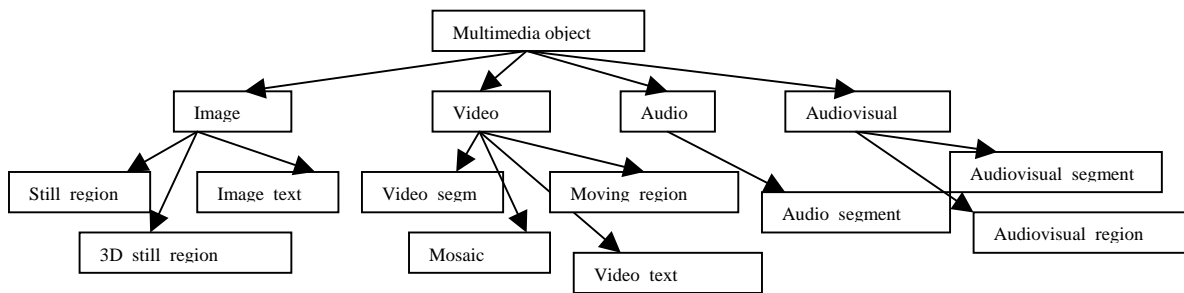 Multimedia object
Image
Video
Audio
Audiovisual
Still region
Image text
Video segm
Moving region
Audio segment
Audiovisual segment
3D still region
Mosaic
Video text
Audiovisual region